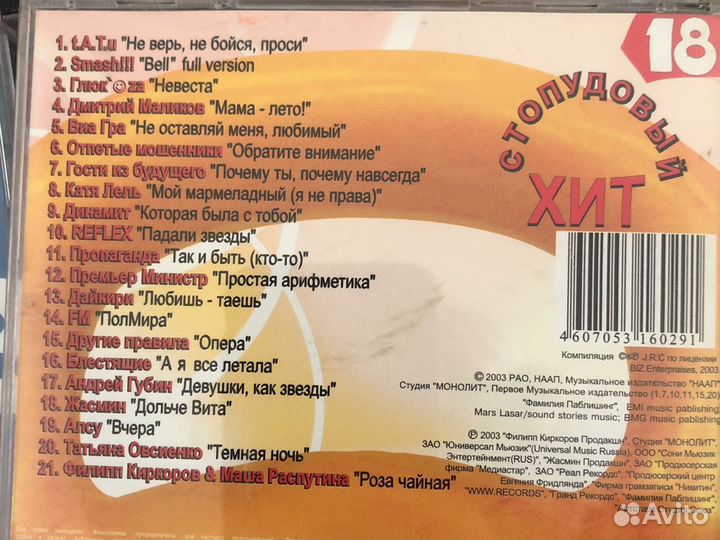 1. t.A.T.u "Не верь, не бойся, проси"
2. Smash!!! "Bell" full version
3. Глюк`oza "Невеста"
4. Дмитрий Маликов "Мама - лето!"
5. Виа Гра "Не оставляй меня, любимый"
6. Отпетые мошенники "Обратите внимание"
7. Гости из будущего "Почему ты, почему навсегда"
8. Катя Лель "Мой мармеладный (я не права)"
9. Динамит "Которая была с тобой"
10. REFLEX "Падали звезды"
11. Пропаганда "Так и быть (кто-то)"
12. Премьер Министр "Простая арифметика"
13. Дайкири "Любишь - таешь"
14. FM "ПолМира"
15. Другие правила "Опера"
16. Блестящие "А я все летала"
17. Андрей Губин "Девушки, как звезды"
18. Жасмин "Дольче Вита"
19. Алсу "Вчера"
20. Татьяна Овсиенко "Темная ночь"
21. Филипп Киркоров & Маша Распутина "Роза чайная"
18
СТОПУДОВЫЙ
ХИТ
4 607053 160291
Компиляция ©&℗ J.R.C по лицензии
BIZ Enterpraises, 2003
© 2003 РАО, НААП, Музыкальное издательство "НААП"
Студия "МОНОЛИТ", Первое Музыкальное Издательство (1,7,10,11,15,20)
"Фамилия Паблишинг", EMI music publishing
Mars Lasar/sound stories music; BMG music publishing
℗ 2003 "Филипп Киркоров Продакшн", Студия "МОНОЛИТ",
ЗАО "Юниверсал Мьюзик"(Universal Music Russia), ООО "Сони Мьюзик
Энтертейнмент(RUS)", "Жасмин Продакшн", ЗАО "Продюсерская
фирма "Медиастар", ЗАО "Реал Рекордс", Продюсерский центр
Евгения Фридлянда", Фирма грамзаписи "Никитин",
"WWW.RECORDS", "Гранд Рекордс", "Фамилия Паблишинг",
Avito